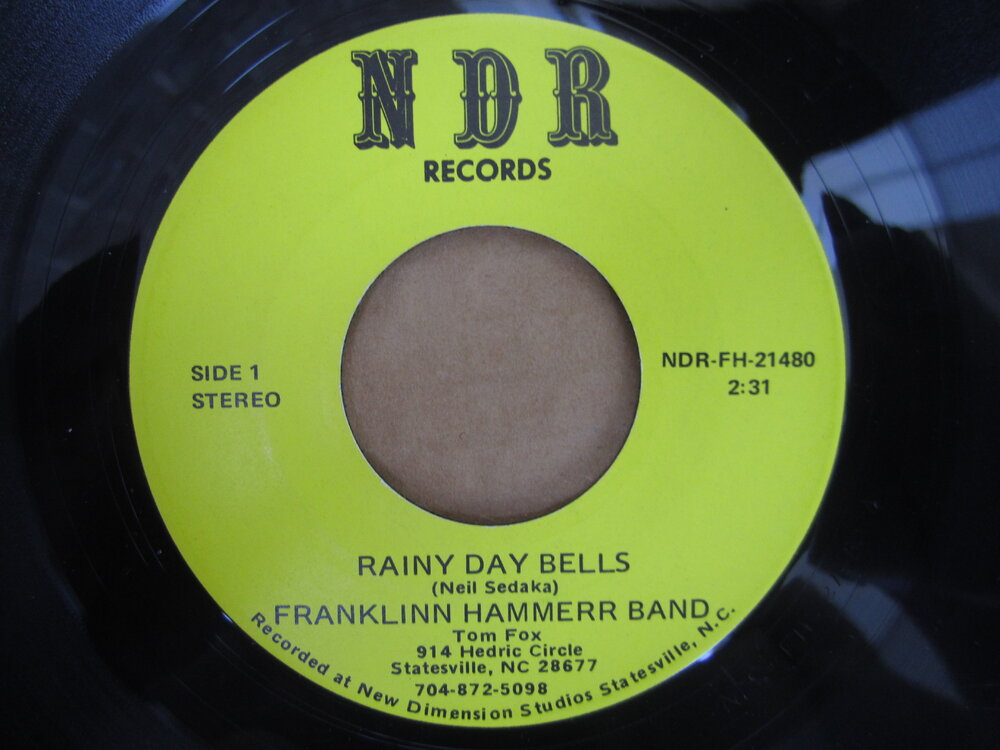 NDR
RECORDS
SIDE 1
STEREO
NDR-FH-21480
2:31
RAINY DAY BELLS
(Neil Sedaka)
FRANKLINN HAMMERR BAND
Tom Fox
914 Hedric Circle
Statesville, NC 28677
704-872-5098
Recorded at New Dimension Studios Statesville, N.C.